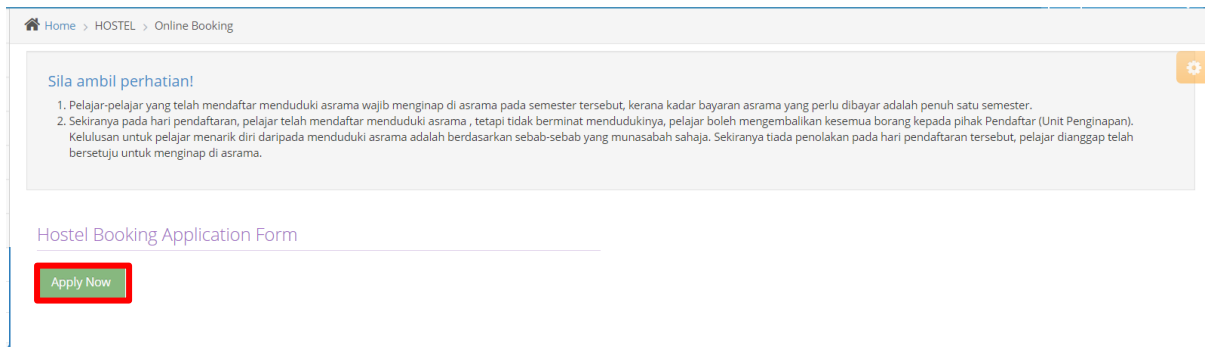 Home > HOSTEL > Online Booking
Sila ambil perhatian!
1. Pelajar-pelajar yang telah mendaftar menduduki asrama wajib menginap di asrama pada semester tersebut, kerana kadar bayaran asrama yang perlu dibayar adalah penuh satu semester.
2. Sekiranya pada hari pendaftaran, pelajar telah mendaftar menduduki asrama , tetapi tidak berminat mendudukinya, pelajar boleh mengembalikan kesemua borang kepada pihak Pendaftar (Unit Penginapan).
Kelulusan untuk pelajar menarik diri daripada menduduki asrama adalah berdasarkan sebab-sebab yang munasabah sahaja. Sekiranya tiada penolakan pada hari pendaftaran tersebut, pelajar dianggap telah
bersetuju untuk menginap di asrama.
Hostel Booking Application Form
Apply Now